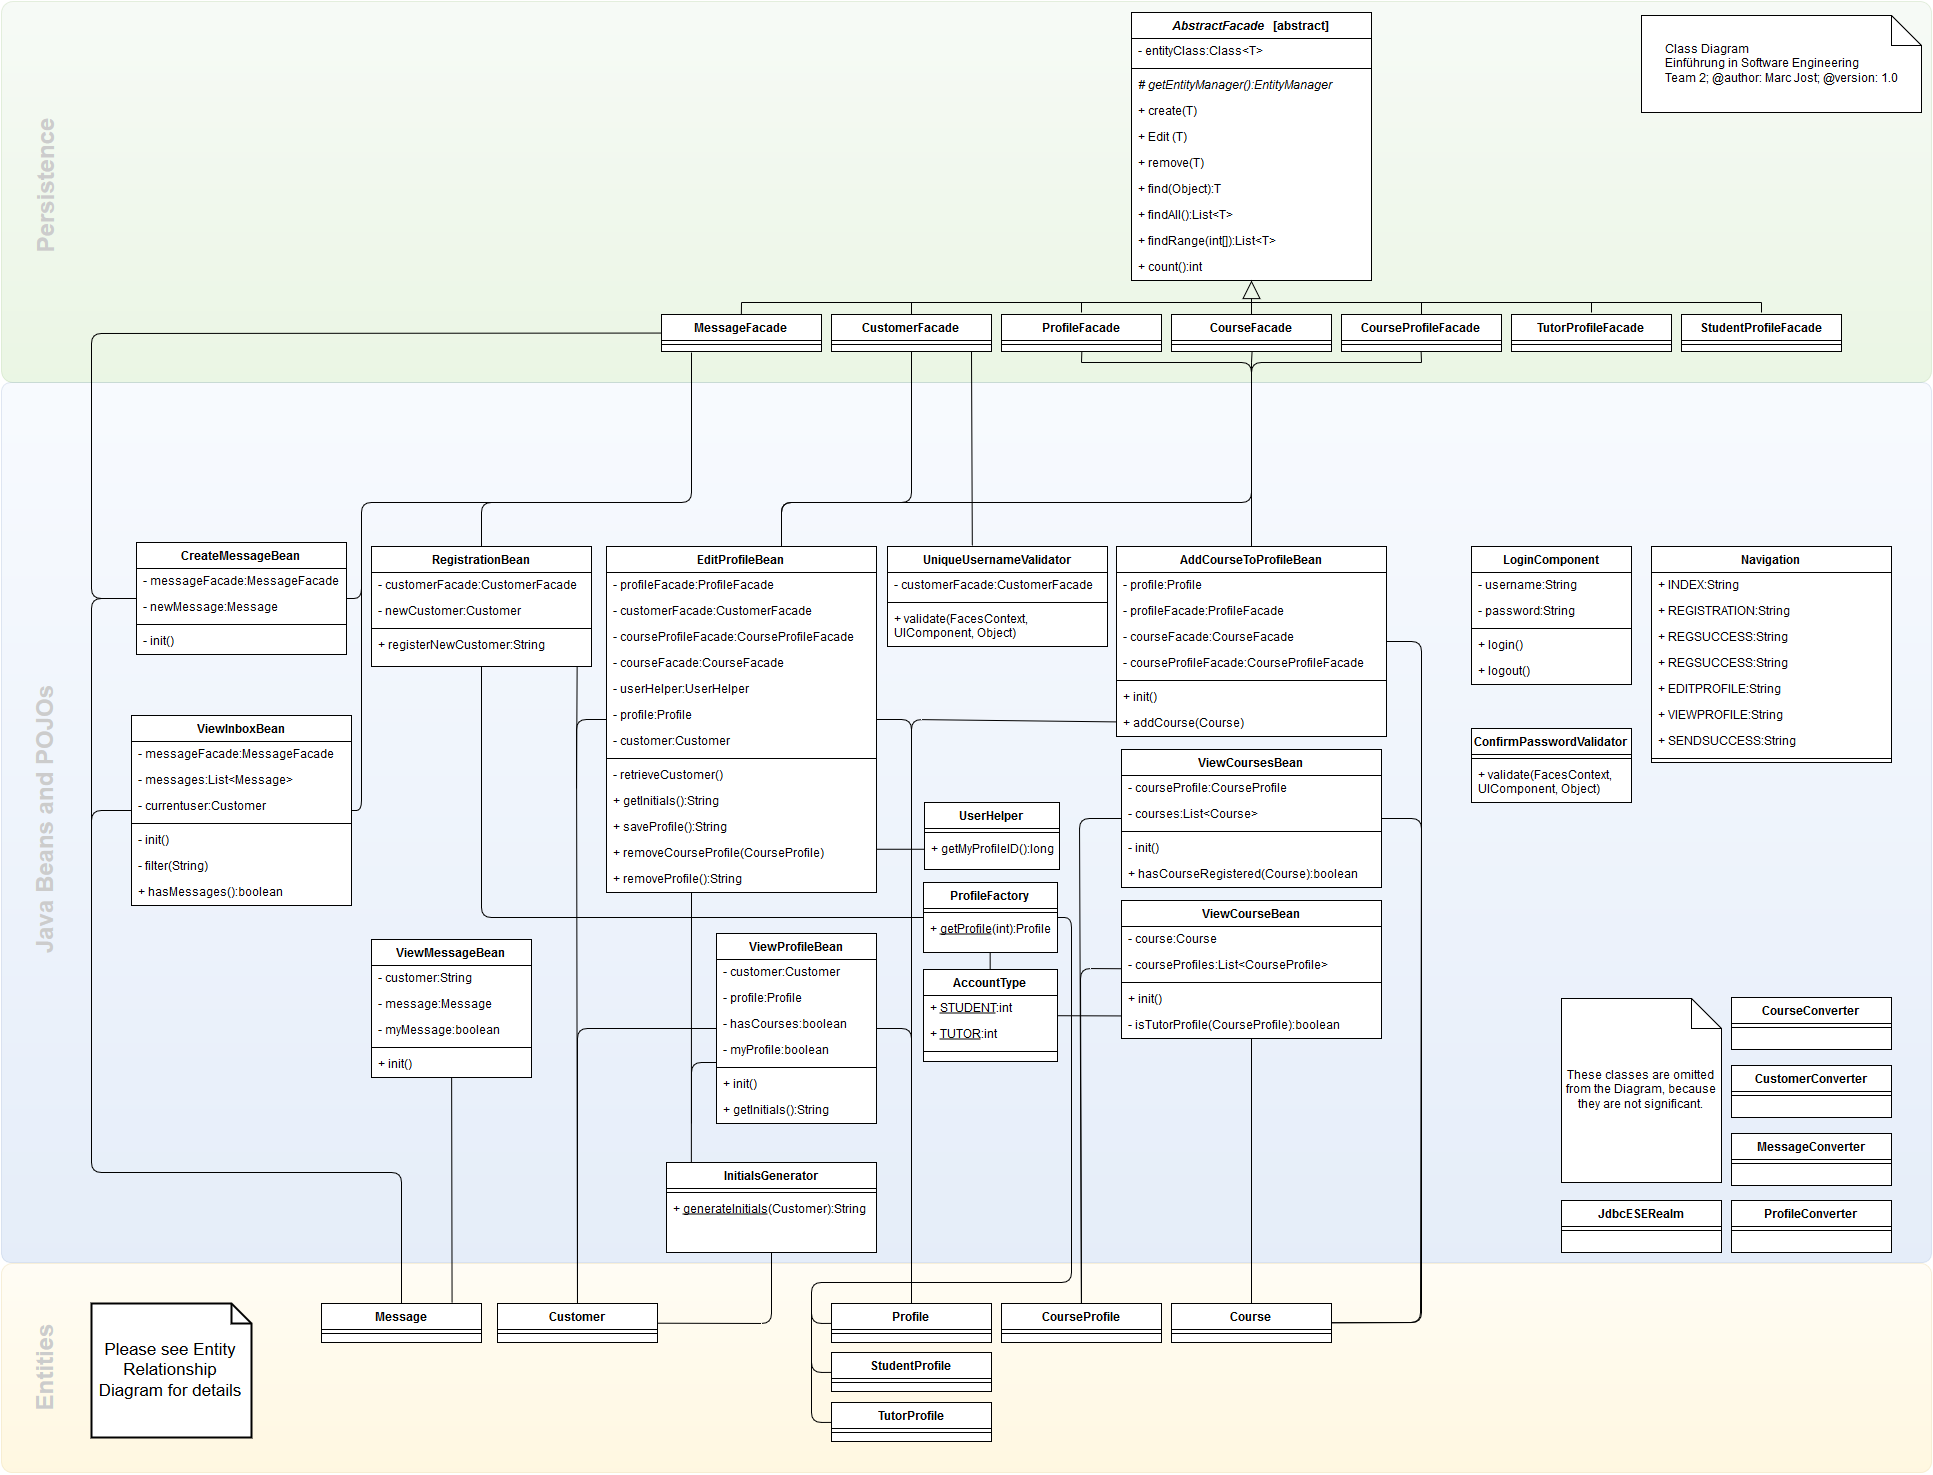 Persistence
AbstractFacade [abstract]
- entityClass:Class<T>
# getEntityManager():EntityManager
+ create(T)
+ Edit (T)
+ remove(T)
+ find(Object):T
+ findAll():List<T>
+ findRange(int[]):List<T>
+ count():int
Class Diagram
Einführung in Software Engineering
Team 2; @author: Marc Jost; @version: 1.0
MessageFacade
CustomerFacade
ProfileFacade
CourseFacade
CourseProfileFacade
TutorProfileFacade
StudentProfileFacade
Java Beans and POJOs
CreateMessageBean
- messageFacade:MessageFacade
- newMessage:Message
- init()
RegistrationBean
- customerFacade:CustomerFacade
- newCustomer:Customer
+ registerNewCustomer:String
EditProfileBean
- profileFacade:ProfileFacade
- customerFacade:CustomerFacade
- courseProfileFacade:CourseProfileFacade
- courseFacade:CourseFacade
- userHelper:UserHelper
- profile:Profile
- customer:Customer
- retrieveCustomer()
+ getInitials():String
+ saveProfile():String
+ removeCourseProfile(CourseProfile)
+ removeProfile():String
UniqueUsernameValidator
- customerFacade:CustomerFacade
+ validate(FacesContext,
UIComponent, Object)
AddCourseToProfileBean
- profile:Profile
- profileFacade:ProfileFacade
- courseFacade:CourseFacade
- courseProfileFacade:CourseProfileFacade
+ init()
+ addCourse(Course)
LoginComponent
- username:String
- password:String
+ login()
+ logout()
Navigation
+ INDEX:String
+ REGISTRATION:String
+ REGSUCCESS:String
+ REGSUCCESS:String
+ EDITPROFILE:String
+ VIEWPROFILE:String
+ SENDSUCCESS:String
ViewInboxBean
- messageFacade:MessageFacade
- messages:List<Message>
- currentuser:Customer
- init()
- filter(String)
+ hasMessages():boolean
ConfirmPasswordValidator
+ validate(FacesContext,
UIComponent, Object)
ViewCoursesBean
- courseProfile:CourseProfile
- courses:List<Course>
- init()
+ hasCourseRegistered(Course):boolean
UserHelper
+ getMyProfileID():long
ProfileFactory
+ getProfile(int):Profile
ViewCourseBean
- course:Course
- courseProfiles:List<CourseProfile>
+ init()
- isTutorProfile(CourseProfile):boolean
ViewMessageBean
- customer:String
- message:Message
- myMessage:boolean
+ init()
ViewProfileBean
- customer:Customer
- profile:Profile
- hasCourses:boolean
- myProfile:boolean
+ init()
+ getInitials():String
AccountType
+ STUDENT:int
+ TUTOR:int
These classes are omitted
from the Diagram, because
they are not significant.
CourseConverter
CustomerConverter
MessageConverter
JdbcESERealm
ProfileConverter
InitialsGenerator
+ generateInitials(Customer):String
Entities
Please see Entity
Relationship
Diagram for details
Message
Customer
Profile
CourseProfile
Course
StudentProfile
TutorProfile